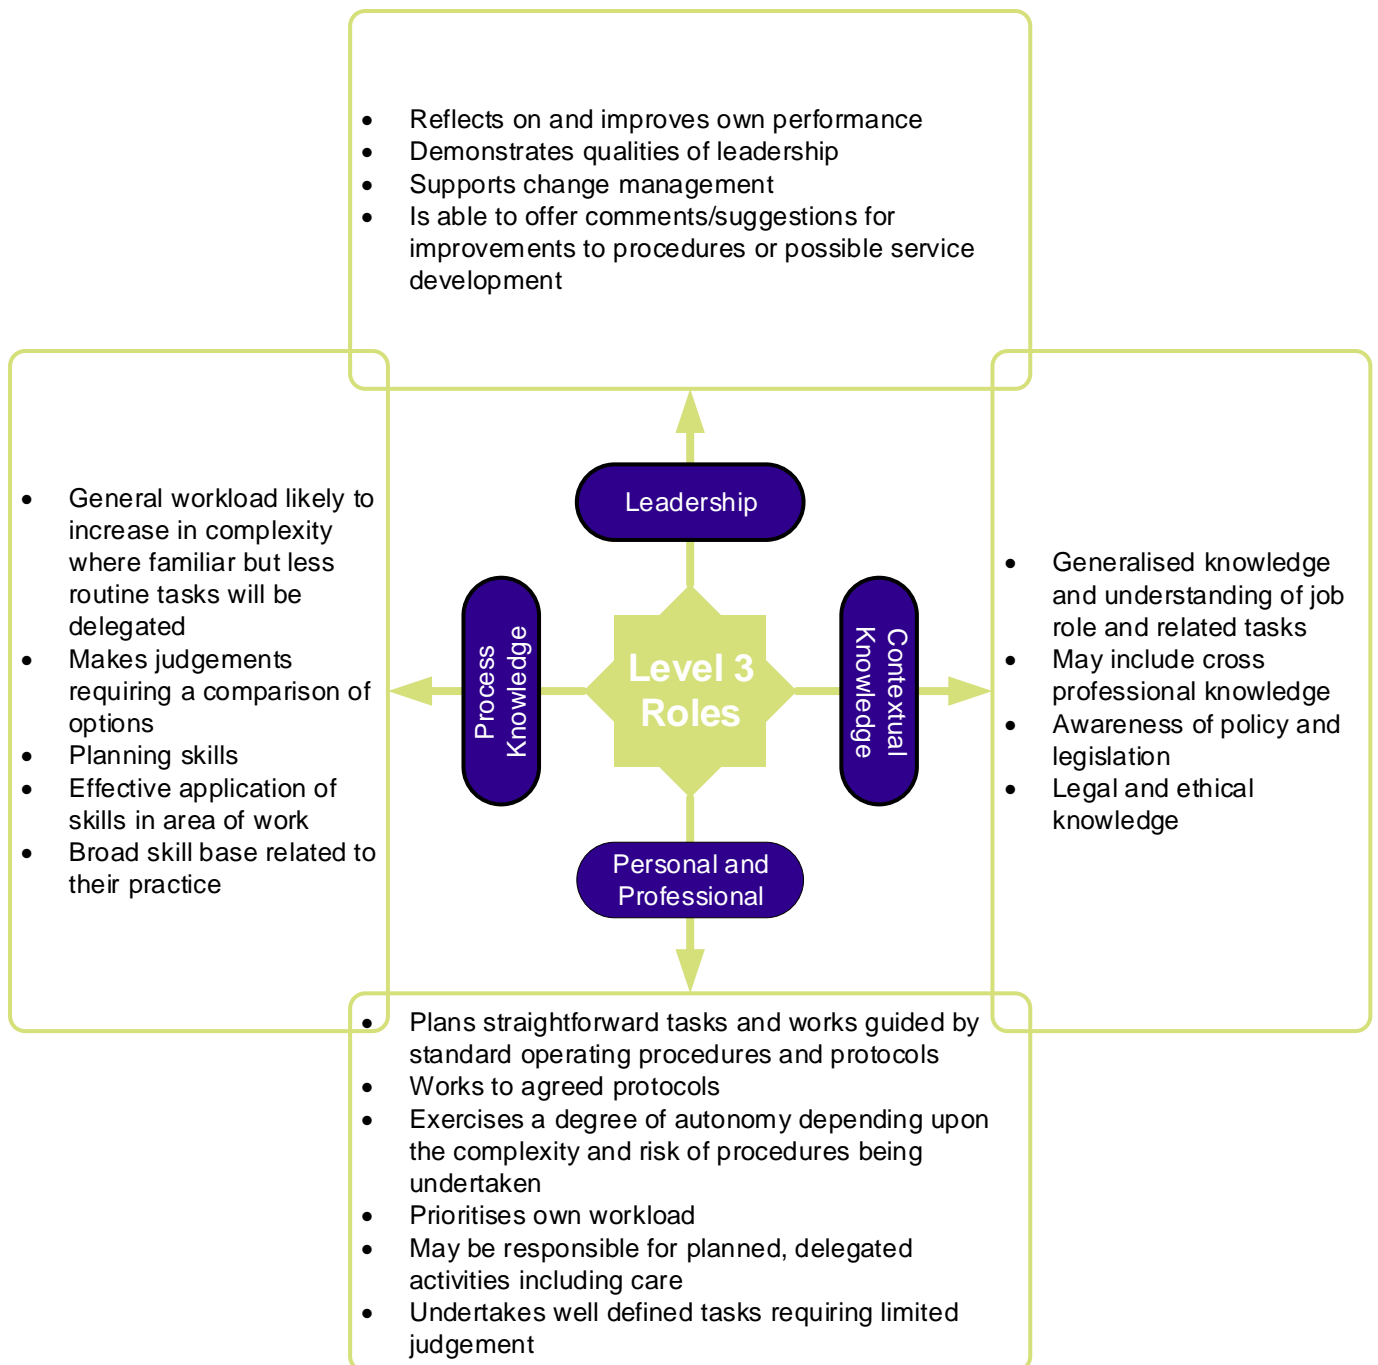 • Reflects on and improves own performance
• Demonstrates qualities of leadership
• Supports change management
• Is able to offer comments/suggestions for
improvements to procedures or possible service
development
• General workload likely to
increase in complexity
where familiar but less
routine tasks will be
delegated
• Makes judgements
requiring a comparison of
options
• Planning skills
• Effective application of
skills in area of work
• Broad skill base related to
their practice
Leadership
Process
Knowledge
Level 3
Roles
Contextual
Knowledge
Personal and
Professional
• Generalised knowledge
and understanding of job
role and related tasks
• May include cross
professional knowledge
• Awareness of policy and
legislation
• Legal and ethical
knowledge
• Plans straightforward tasks and works guided by
standard operating procedures and protocols
• Works to agreed protocols
• Exercises a degree of autonomy depending upon
the complexity and risk of procedures being
undertaken
• Prioritises own workload
• May be responsible for planned, delegated
activities including care
• Undertakes well defined tasks requiring limited
judgement